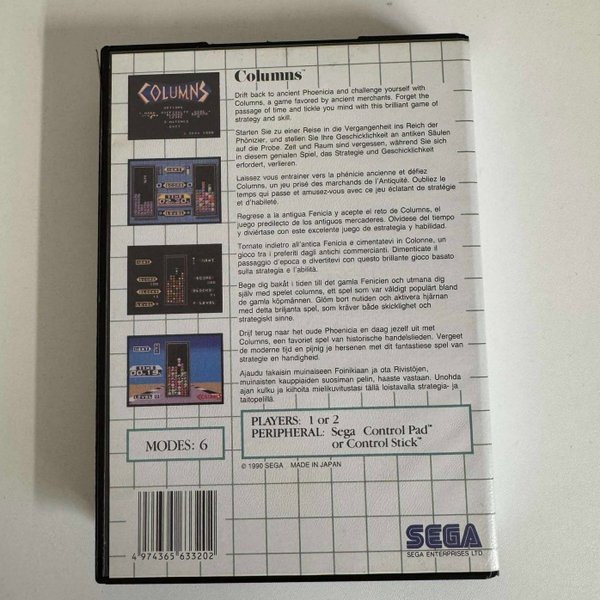 COLUMNS
Columns™
Drift back to ancient Phoenicia and challenge yourself with
Columns, a game favored by ancient merchants. Forget the
passage of time and tickle you mind with this brilliant game of
strategy and skill.
Starten Sie zu einer Reise in die Vergangenheit ins Reich der
Phönizier, und stellen Sie Ihre Geschicklichkeit an antiken Säulen
auf die Probe. Zeit und Raum sind vergessen, während Sie sich
in diesem genialen Spiel, das Strategie und Geschicklichkeit
erfordert, verlieren.
Laissez vous entrainer vers la phénicie ancienne et défiez
Columns, un jeu prisé des marchands de l'Antiquité. Oubliez le
temps qui passe et amusez-vous avec ce jeu éclatant de stratégie
et d'habileté.
Regrese a la antigua Fenicia y acepte el reto de Columns, el
juego predilecto de los antiguos mercaderes. Olvidese del tiempo
y diviértase con este excelente juego de estrategia y habilidad.
Tornate indietro all'antica Fenicia e cimentatevi in Colonne, un
gioco tra i prediletti dagli antichi commercianti. Dimenticate il
passaggio d'epoca e divertitevi con questo brillante gioco basato
sulla strategia e l'abilità.
Bege dig bakåt i tiden till det gamla Fenicien och utmana dig
själv med spelet columns, ett spel som var väldigt populärt bland
de gamla köpmännen. Glöm bort nutiden och aktivera hjärnan
med detta briljanta spel, som kräver både skicklighet och
strategiskt sinne.
Drijf terug naar het oude Phoenicia en daag jezelf uit met
Columns, een favoriet spel van historische handelslieden. Vergeet
de moderne tijd en pijnig je hersenen met dit fantastiese spel van
strategie en handigheid.
Ajaudu takaisin muinaiseen Foinikiaan ja ota Rivistöjen,
muinaisten kauppiaiden suosiman pelin, haaste vastaan. Unohda
ajan kulku ja kiihoita mielikuvitustasi tällä loistavalla strategia- ja
taitopelillä.
MODES: 6
PLAYERS: 1 or 2
PERIPHERAL: Sega Control Pad™
or Control Stick™
© 1990 SEGA MADE IN JAPAN
4 974365 633202
SEGA
SEGA ENTERPRISES LTD.